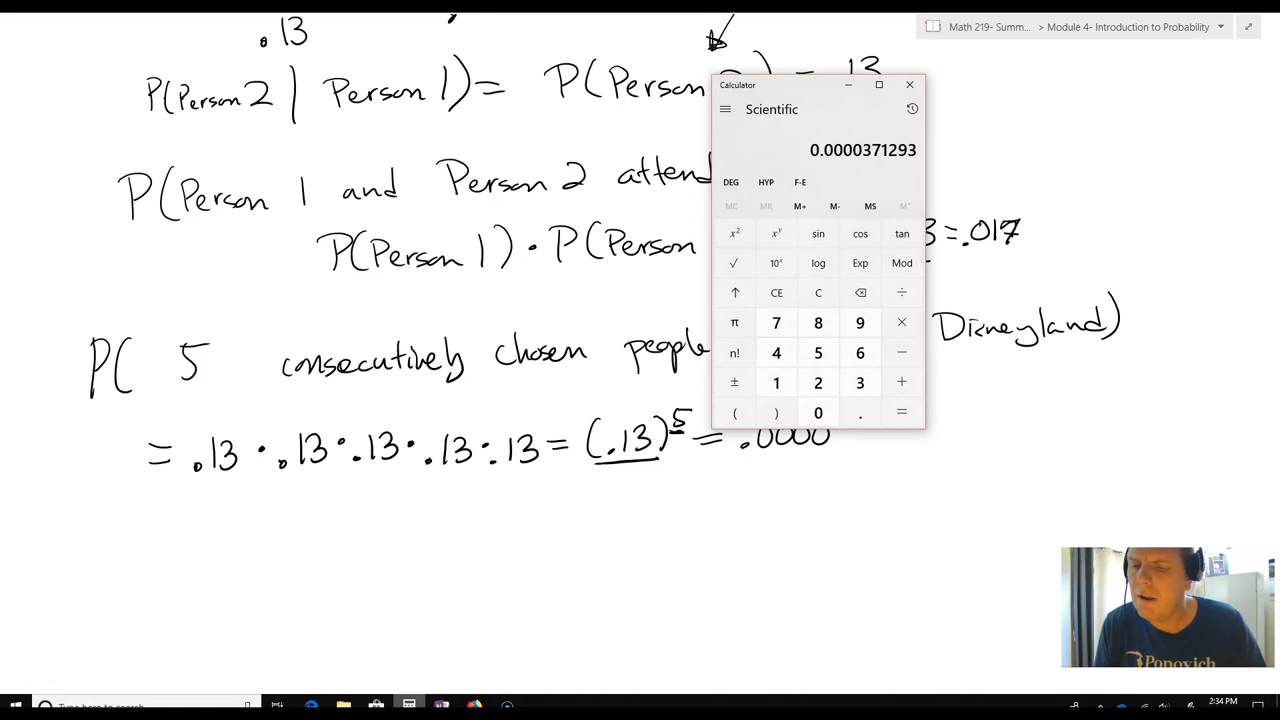 Math 219- Summ... > Module 4- Introduction to Probability
.13
P(Person 2 | Person 1) = P(Person
Calculator
Scientific
0.0000371293
DEG HYP F-E
MC MR M+ M- MS M˅
x² xʸ sin cos tan
√ 10ˣ log Exp Mod
↑ CE C ⌫ ÷
π 7 8 9 ×
n! 4 5 6 −
± 1 2 3 +
( ) 0 . =
P(Person 1 and Person 2 attend
P(Person 1) · P(Person 3 = .017
P( 5 consecutively chosen people Disneyland)
= .13 · .13 · .13 · .13 · .13 = (.13)^5 = .0000
Popovich
2:34 PM